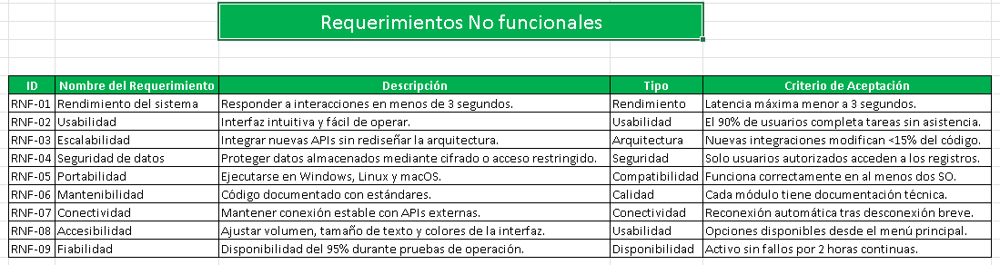 Requerimientos No funcionales
ID Nombre del Requerimiento Descripción Tipo Criterio de Aceptación
RNF-01 Rendimiento del sistema Responder a interacciones en menos de 3 segundos. Rendimiento Latencia máxima menor a 3 segundos.
RNF-02 Usabilidad Interfaz intuitiva y fácil de operar. Usabilidad El 90% de usuarios completa tareas sin asistencia.
RNF-03 Escalabilidad Integrar nuevas APIs sin rediseñar la arquitectura. Arquitectura Nuevas integraciones modifican <15% del código.
RNF-04 Seguridad de datos Proteger datos almacenados mediante cifrado o acceso restringido. Seguridad Solo usuarios autorizados acceden a los registros.
RNF-05 Portabilidad Ejecutarse en Windows, Linux y macOS. Compatibilidad Funciona correctamente en al menos dos SO.
RNF-06 Mantenibilidad Código documentado con estándares. Calidad Cada módulo tiene documentación técnica.
RNF-07 Conectividad Mantener conexión estable con APIs externas. Conectividad Reconexión automática tras desconexión breve.
RNF-08 Accesibilidad Ajustar volumen, tamaño de texto y colores de la interfaz. Usabilidad Opciones disponibles desde el menú principal.
RNF-09 Fiabilidad Disponibilidad del 95% durante pruebas de operación. Disponibilidad Activo sin fallos por 2 horas continuas.